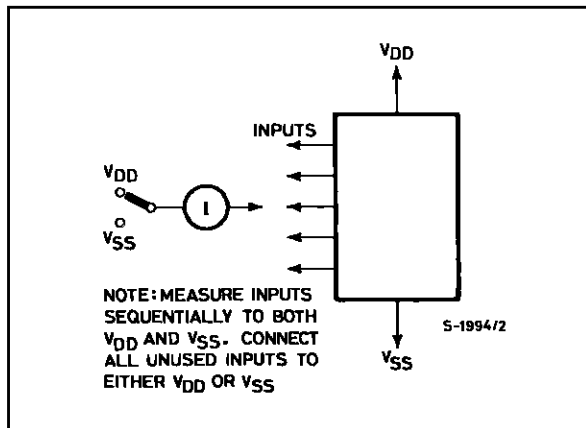 VDD
INPUTS
VDD
I
VSS
NOTE: MEASURE INPUTS
SEQUENTIALLY TO BOTH
VDD AND VSS. CONNECT
ALL UNUSED INPUTS TO
EITHER VDD OR VSS
S-1994/2
VSS